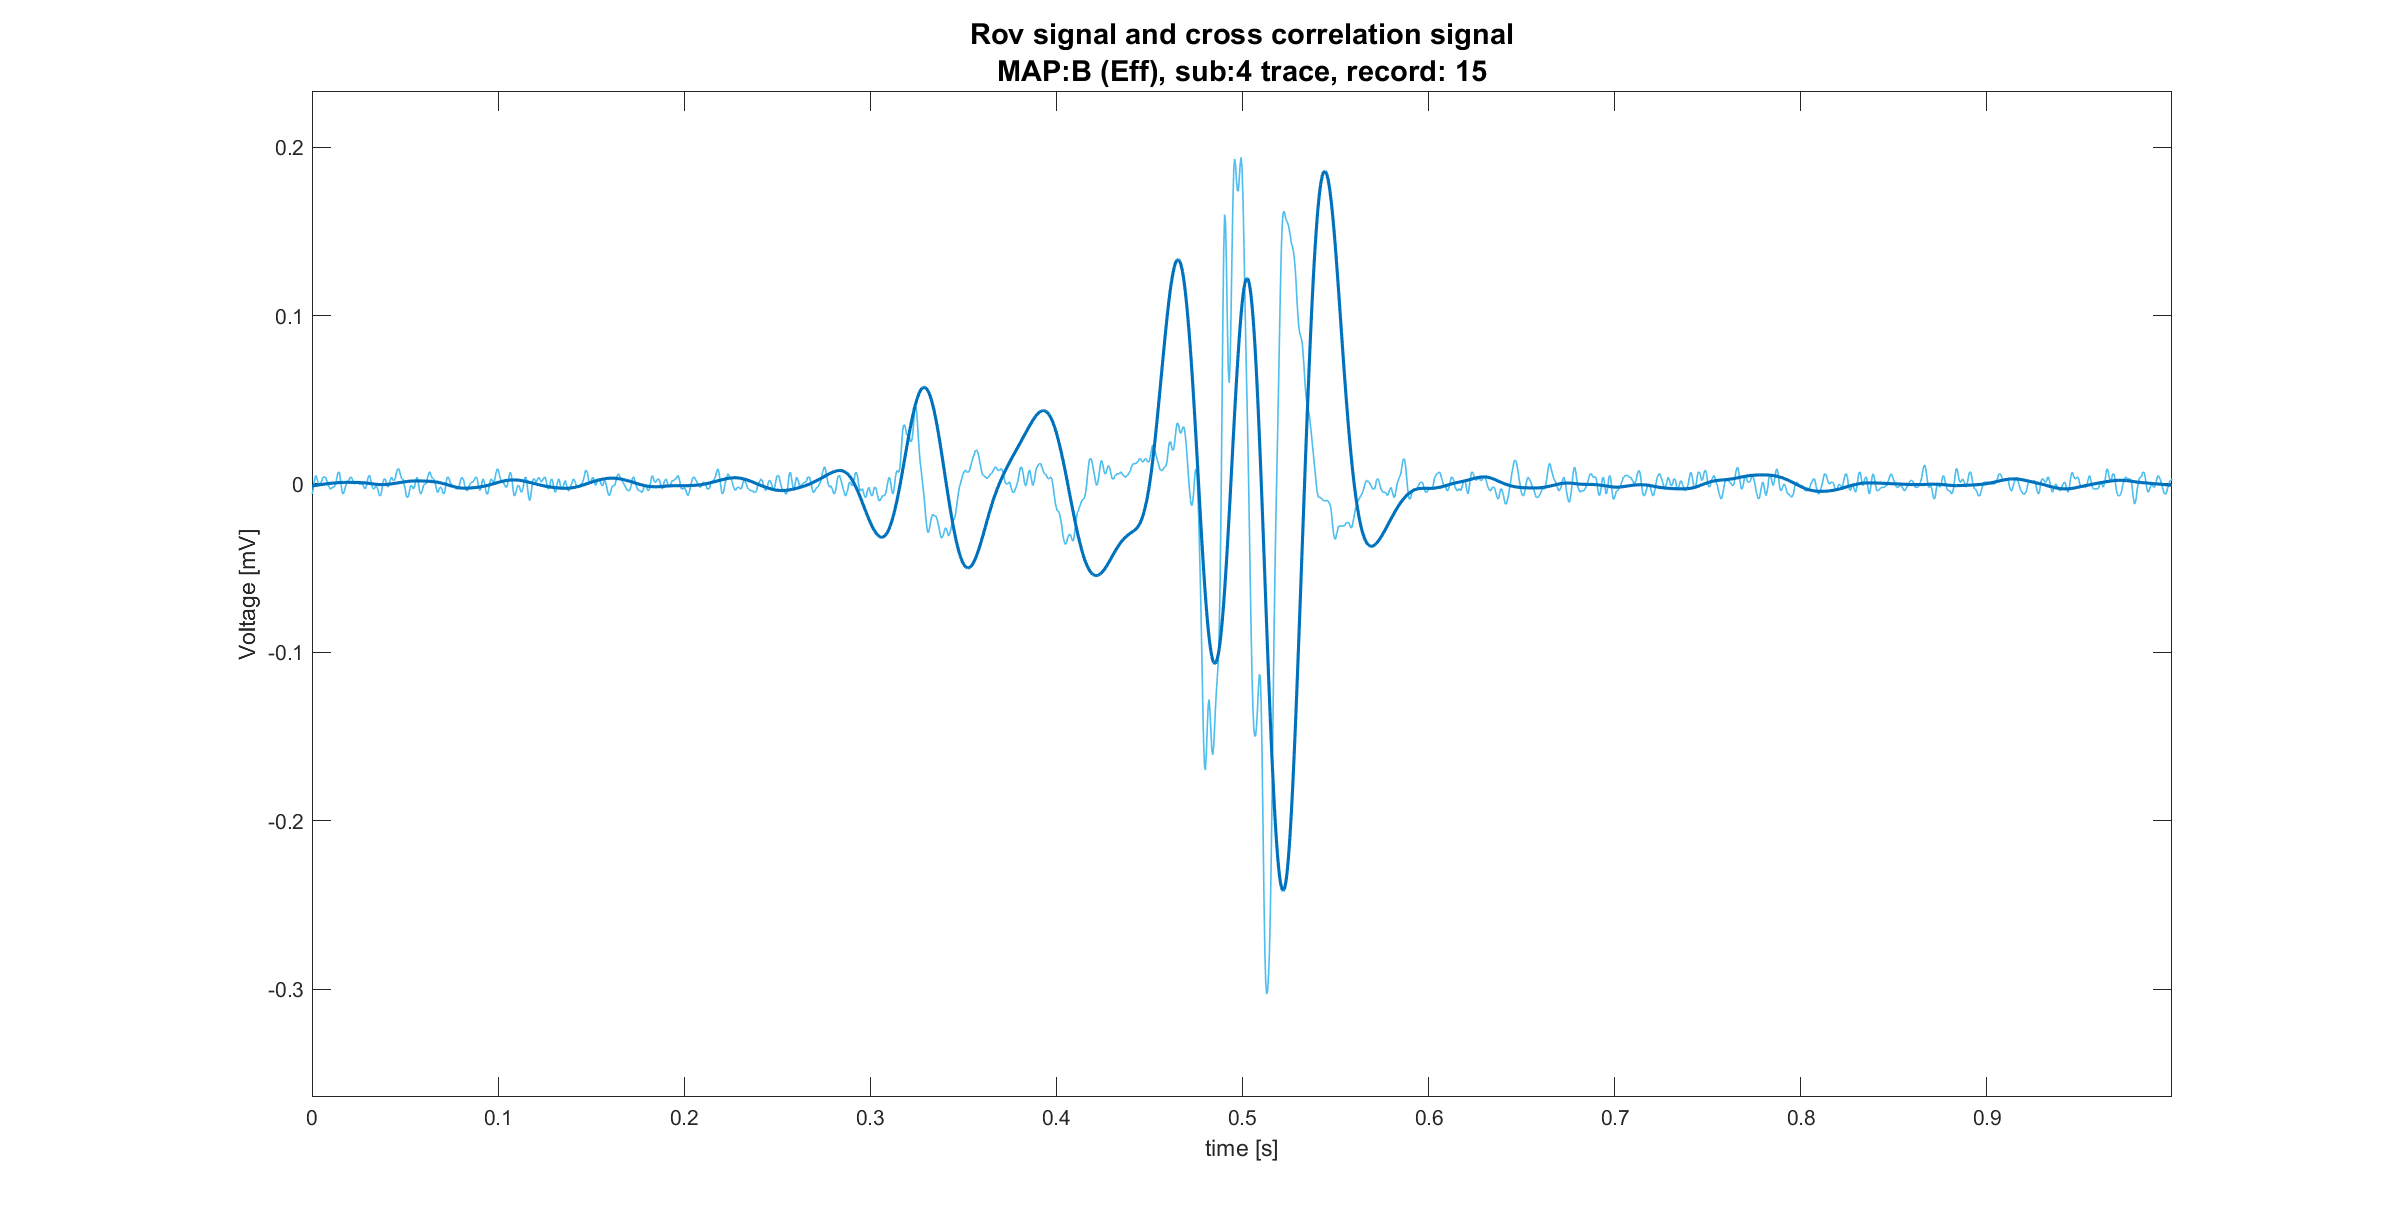 Rov signal and cross correlation signal
MAP:B (Eff), sub:4 trace, record: 15
0.2
0.1
0
-0.1
-0.2
-0.3
Voltage [mV]
0 0.1 0.2 0.3 0.4 0.5 0.6 0.7 0.8 0.9
time [s]